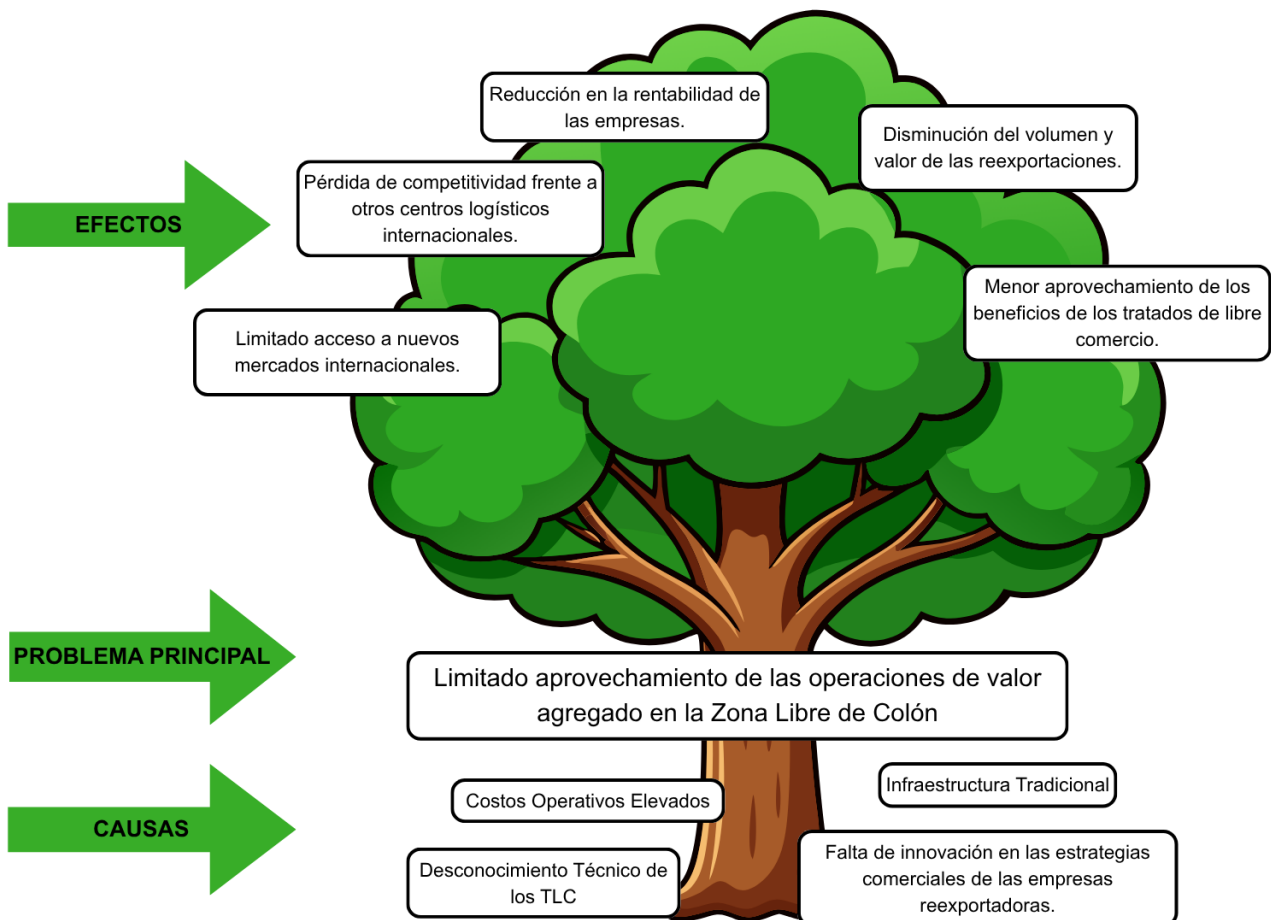 Reducción en la rentabilidad de
las empresas.
Disminución del volumen y
valor de las reexportaciones.
Pérdida de competitividad frente a
otros centros logísticos
internacionales.
EFECTOS
Menor aprovechamiento de los
beneficios de los tratados de libre
comercio.
Limitado acceso a nuevos
mercados internacionales.
PROBLEMA PRINCIPAL
Limitado aprovechamiento de las operaciones de valor
agregado en la Zona Libre de Colón
Infraestructura Tradicional
Costos Operativos Elevados
CAUSAS
Falta de innovación en las estrategias
comerciales de las empresas
reexportadoras.
Desconocimiento Técnico de
los TLC